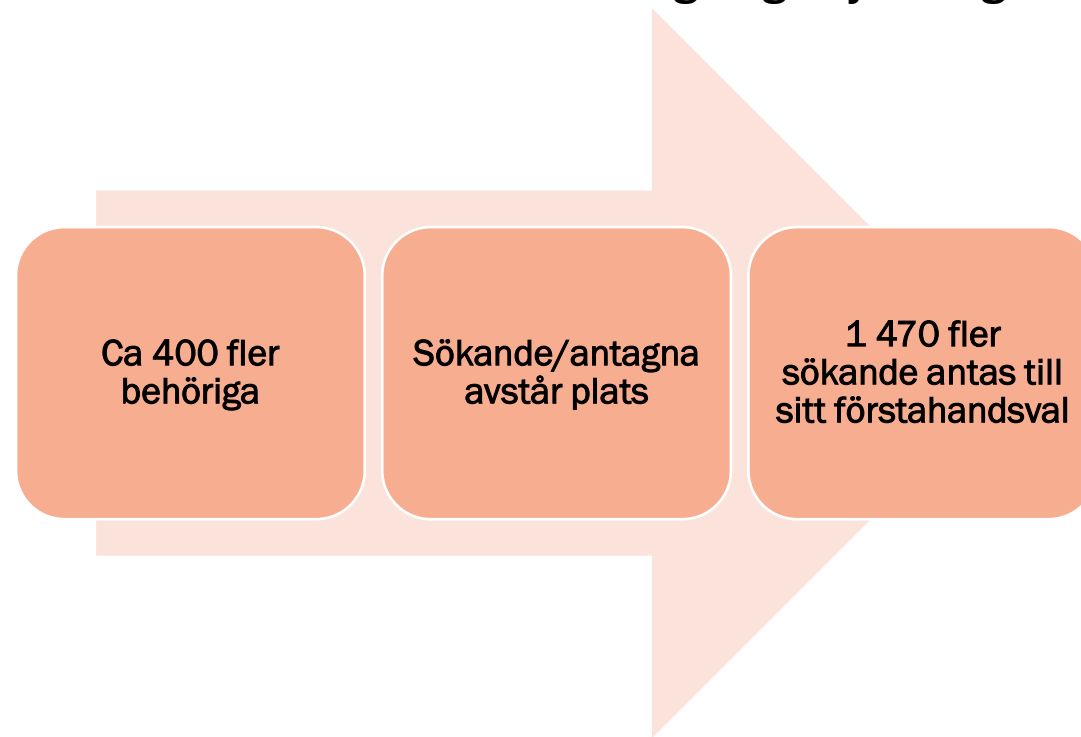 Ca 400 fler
behöriga
Sökande/antagna
avstår plats
1 470 fler
sökande antas till
sitt förstahandsval